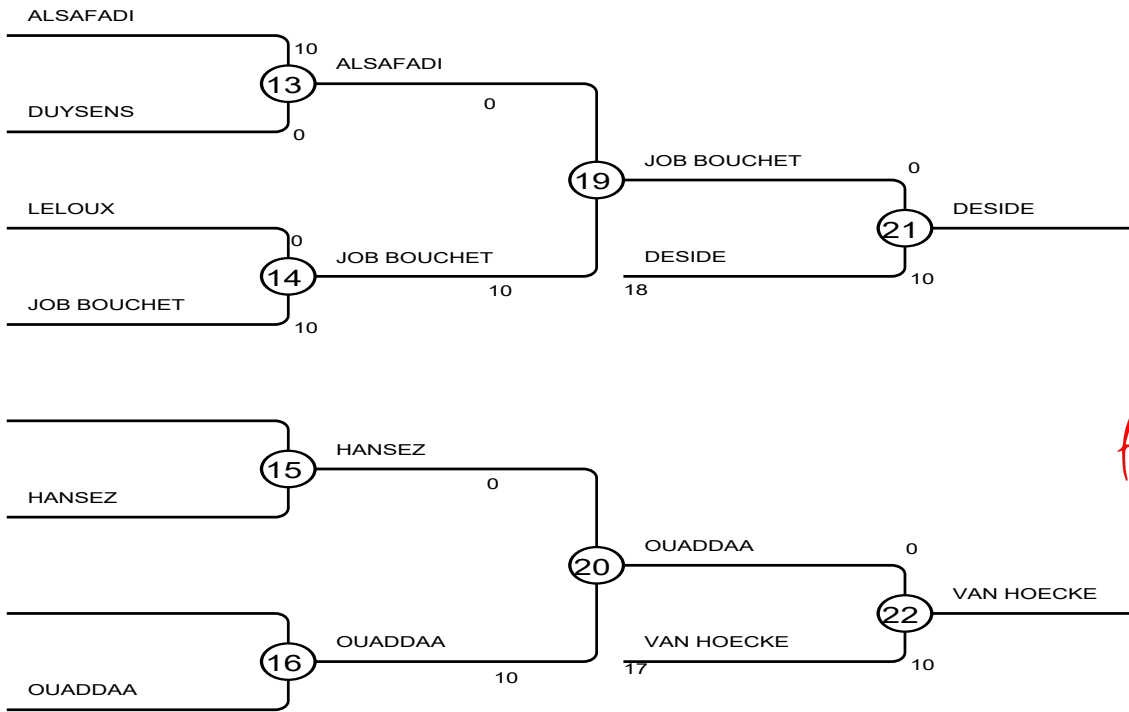 ALSAFADI
10
13
ALSAFADI
0
DUYSENS
0
19
JOB BOUCHET
0
LELOUX
0
14
JOB BOUCHET
10
21
DESIDE
DESIDE
18
10
JOB BOUCHET
10
15
HANSEZ
0
HANSEZ
20
OUADDAA
0
16
OUADDAA
10
22
VAN HOECKE
VAN HOECKE
17
10
OUADDAA